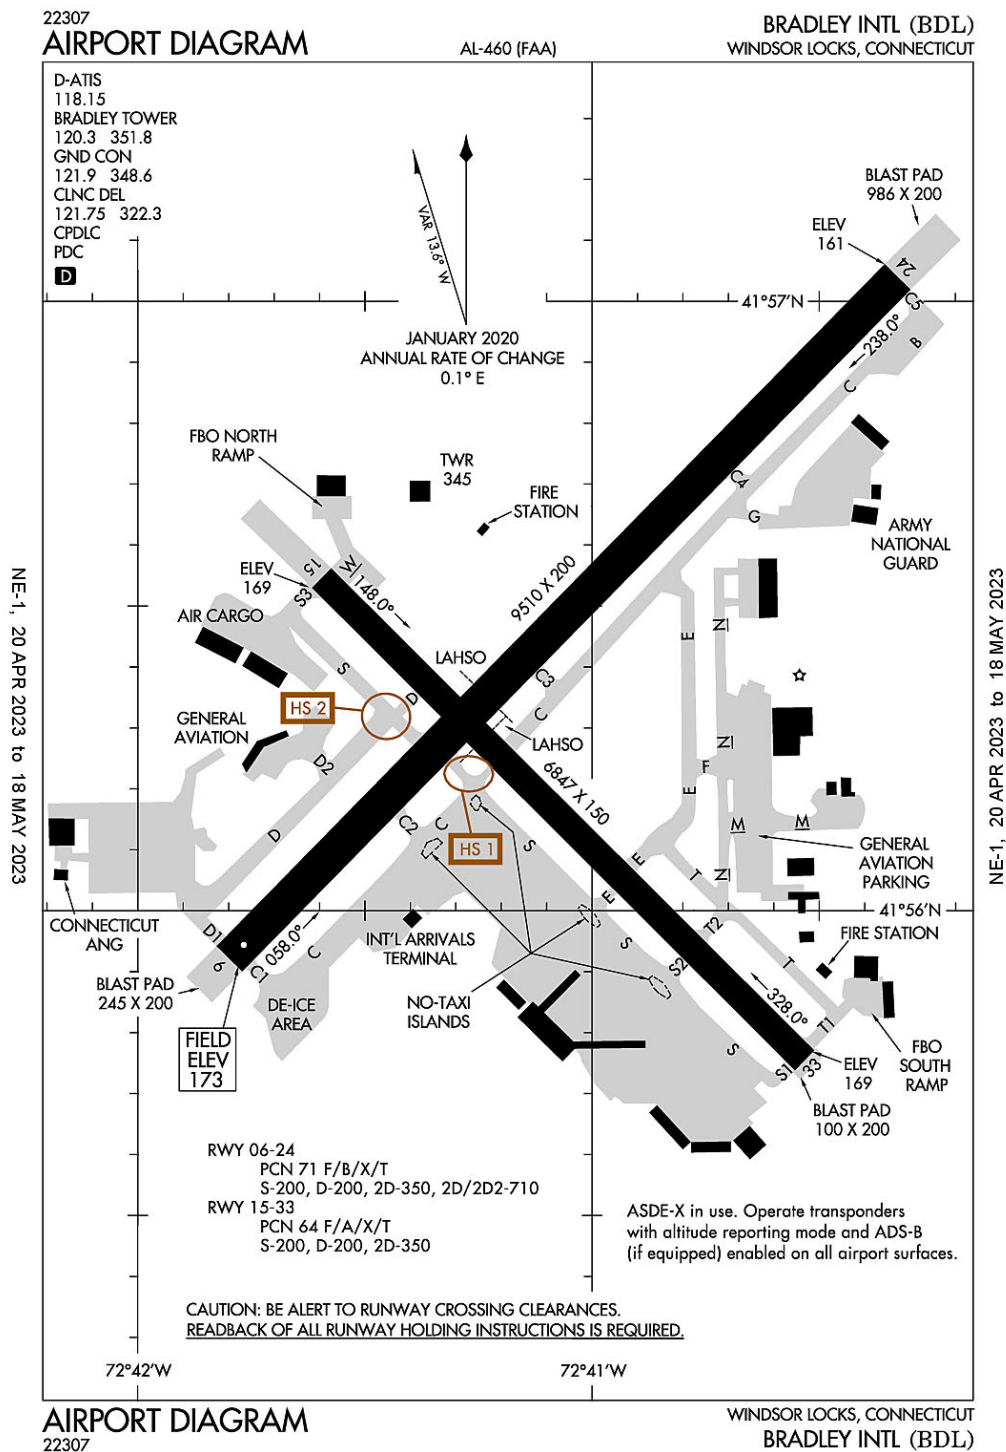 22307
AIRPORT DIAGRAM
AL-460 (FAA)
BRADLEY INTL (BDL)
WINDSOR LOCKS, CONNECTICUT
D-ATIS
118.15
BRADLEY TOWER
120.3 351.8
GND CON
121.9 348.6
CLNC DEL
121.75 322.3
CPDLC
PDC
D
VAR 13.6° W
JANUARY 2020
ANNUAL RATE OF CHANGE
0.1° E
BLAST PAD
986 X 200
ELEV
161
24
41°57'N
C5
B
238.0°
C
C4
G
ARMY
NATIONAL
GUARD
FBO NORTH
RAMP
TWR
345
FIRE
STATION
ELEV
169
15
W
S3
148.0°
9510 X 200
AIR CARGO
S
D
LAHSO
C3
C
E
N
HS 2
GENERAL
AVIATION
D2
LAHSO
6847 X 150
N
F
E
C2
C
HS 1
S
D
M
M
GENERAL
AVIATION
PARKING
E
E
T
N
41°56'N
CONNECTICUT
ANG
D1
6
C1
058.0°
C
INT'L ARRIVALS
TERMINAL
S
T2
S2
T
FIRE STATION
BLAST PAD
245 X 200
DE-ICE
AREA
NO-TAXI
ISLANDS
328.0°
T1
FIELD
ELEV
173
S
S1
33
ELEV
169
FBO
SOUTH
RAMP
BLAST PAD
100 X 200
RWY 06-24
PCN 71 F/B/X/T
S-200, D-200, 2D-350, 2D/2D2-710
RWY 15-33
PCN 64 F/A/X/T
S-200, D-200, 2D-350
ASDE-X in use. Operate transponders
with altitude reporting mode and ADS-B
(if equipped) enabled on all airport surfaces.
CAUTION: BE ALERT TO RUNWAY CROSSING CLEARANCES.
READBACK OF ALL RUNWAY HOLDING INSTRUCTIONS IS REQUIRED.
72°42'W
72°41'W
NE-1, 20 APR 2023 to 18 MAY 2023
NE-1, 20 APR 2023 to 18 MAY 2023
AIRPORT DIAGRAM
22307
WINDSOR LOCKS, CONNECTICUT
BRADLEY INTL (BDL)